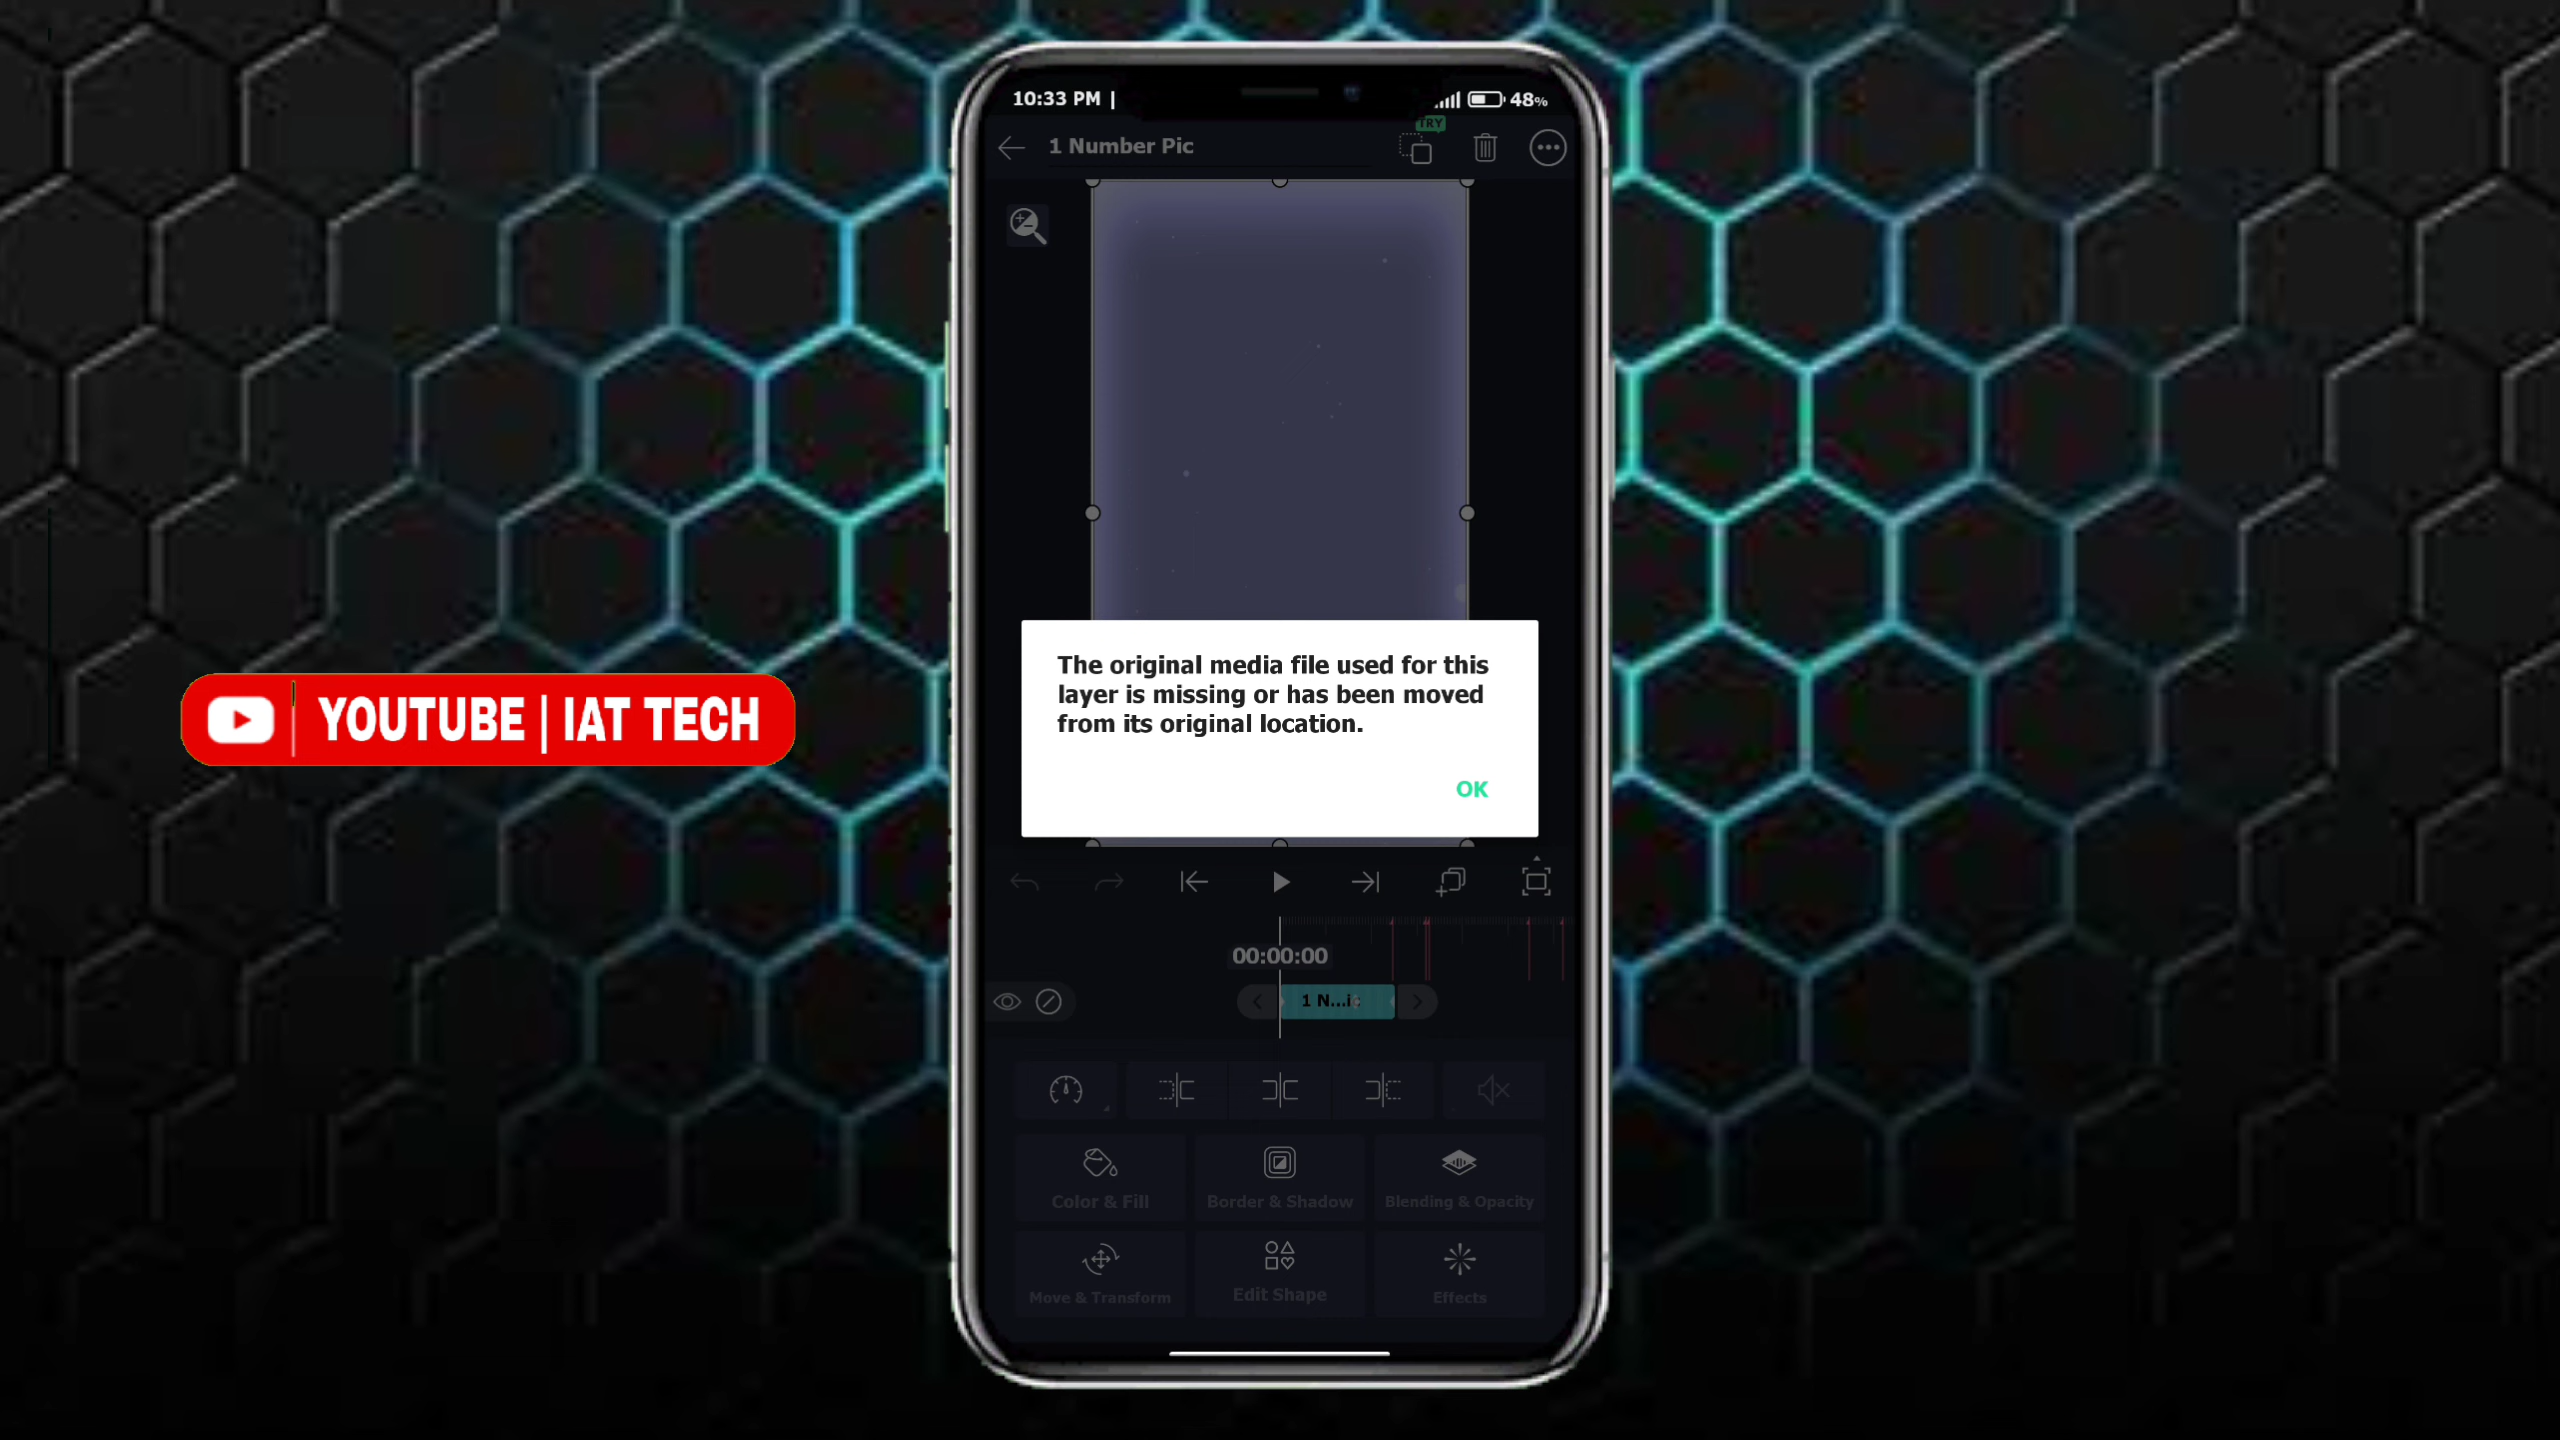 10:33 PM |
48%
TRY
1 Number Pic
The original media file used for this
layer is missing or has been moved
from its original location.
OK
YOUTUBE | IAT TECH
00:00:00
1 N...ic
Color & Fill
Border & Shadow
Blending & Opacity
Move & Transform
Edit Shape
Effects